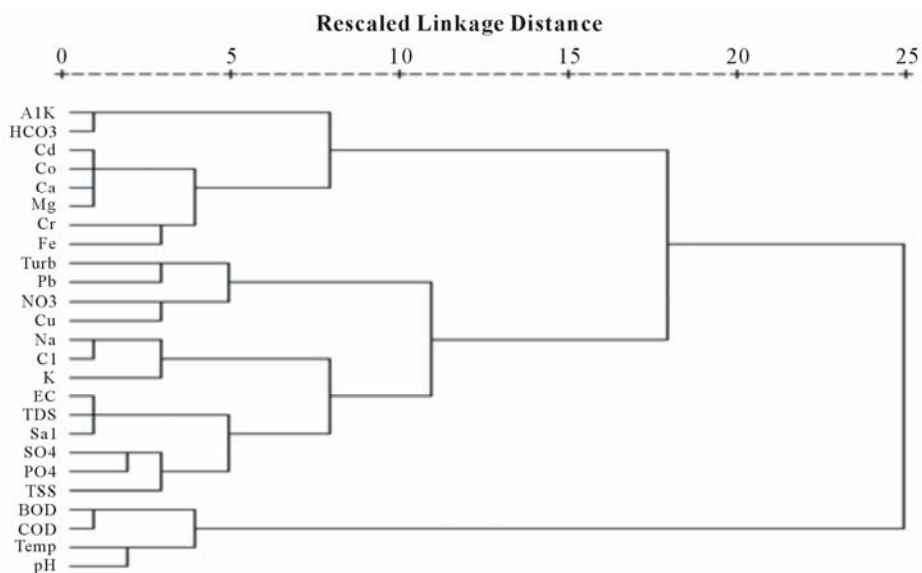 Rescaled Linkage Distance
0 5 10 15 20 25
A1K
HCO3
Cd
Co
Ca
Mg
Cr
Fe
Turb
Pb
NO3
Cu
Na
C1
K
EC
TDS
Sa1
SO4
PO4
TSS
BOD
COD
Temp
pH